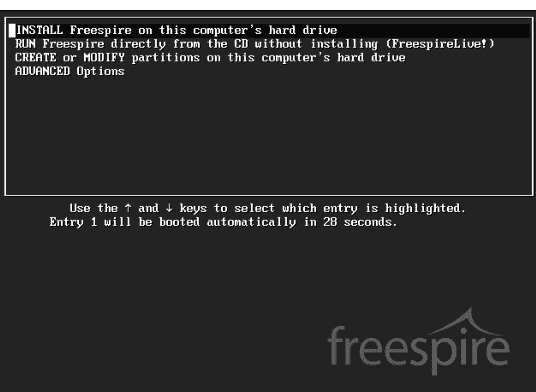 INSTALL Freespire on this computer's hard drive
RUN Freespire directly from the CD without installing (FreespireLive!)
CREATE or MODIFY partitions on this computer's hard drive
ADVANCED Options
Use the ↑ and ↓ keys to select which entry is highlighted.
Entry 1 will be booted automatically in 28 seconds.
freespire